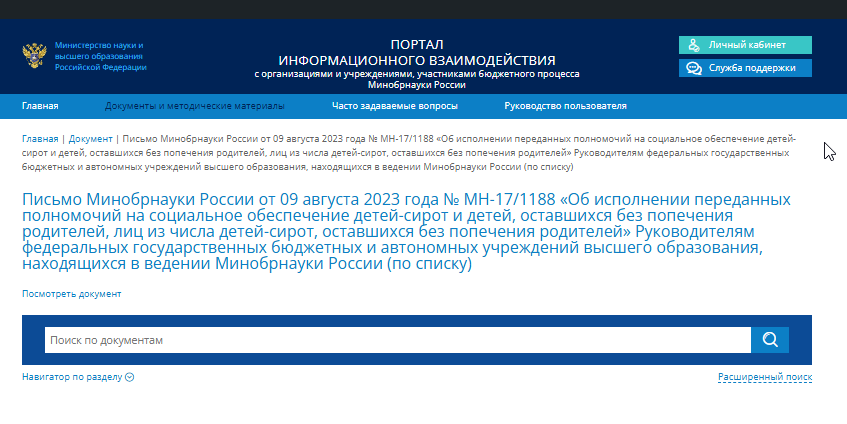 Министерство науки и
высшего образования
Российской Федерации
ПОРТАЛ
ИНФОРМАЦИОННОГО ВЗАИМОДЕЙСТВИЯ
с организациями и учреждениями, участниками бюджетного процесса
Минобрнауки России
Личный кабинет
Служба поддержки
Главная Документы и методические материалы Часто задаваемые вопросы Руководство пользователя
Главная | Документ | Письмо Минобрнауки России от 09 августа 2023 года № МН-17/1188 «Об исполнении переданных полномочий на социальное обеспечение детей-
сирот и детей, оставшихся без попечения родителей, лиц из числа детей-сирот, оставшихся без попечения родителей» Руководителям федеральных государственных
бюджетных и автономных учреждений высшего образования, находящихся в ведении Минобрнауки России (по списку)
Письмо Минобрнауки России от 09 августа 2023 года № МН-17/1188 «Об исполнении переданных
полномочий на социальное обеспечение детей-сирот и детей, оставшихся без попечения
родителей, лиц из числа детей-сирот, оставшихся без попечения родителей» Руководителям
федеральных государственных бюджетных и автономных учреждений высшего образования,
находящихся в ведении Минобрнауки России (по списку)
Посмотреть документ
Поиск по документам
Навигатор по разделу Расширенный поиск